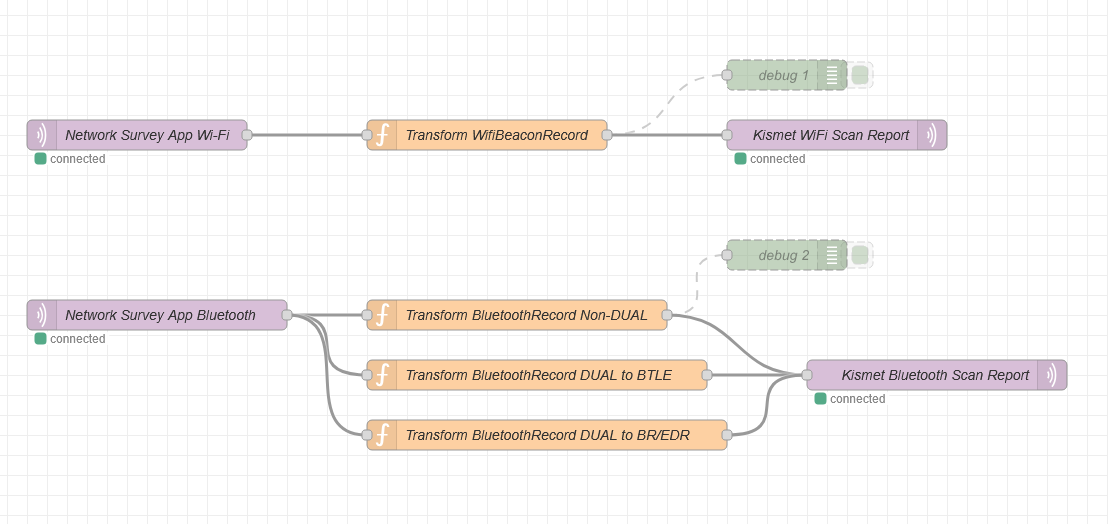 debug 1
Network Survey App Wi-Fi
Transform WifiBeaconRecord
Kismet WiFi Scan Report
connected
connected
debug 2
Network Survey App Bluetooth
Transform BluetoothRecord Non-DUAL
connected
Transform BluetoothRecord DUAL to BTLE
Kismet Bluetooth Scan Report
connected
Transform BluetoothRecord DUAL to BR/EDR